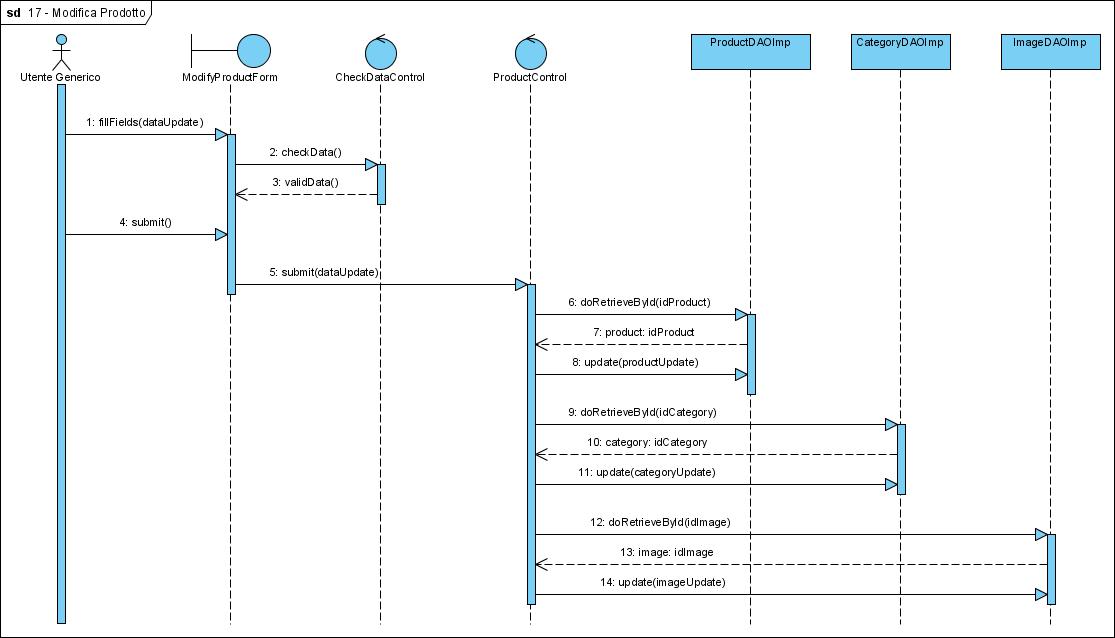 sd 17 - Modifica Prodotto
Utente Generico
ModifyProductForm
CheckDataControl
ProductControl
ProductDAOImp
CategoryDAOImp
ImageDAOImp
1: fillFields(dataUpdate)
2: checkData()
3: validData()
4: submit()
5: submit(dataUpdate)
6: doRetrieveById(idProduct)
7: product: idProduct
8: update(productUpdate)
9: doRetrieveById(idCategory)
10: category: idCategory
11: update(categoryUpdate)
12: doRetrieveById(idImage)
13: image: idImage
14: update(imageUpdate)